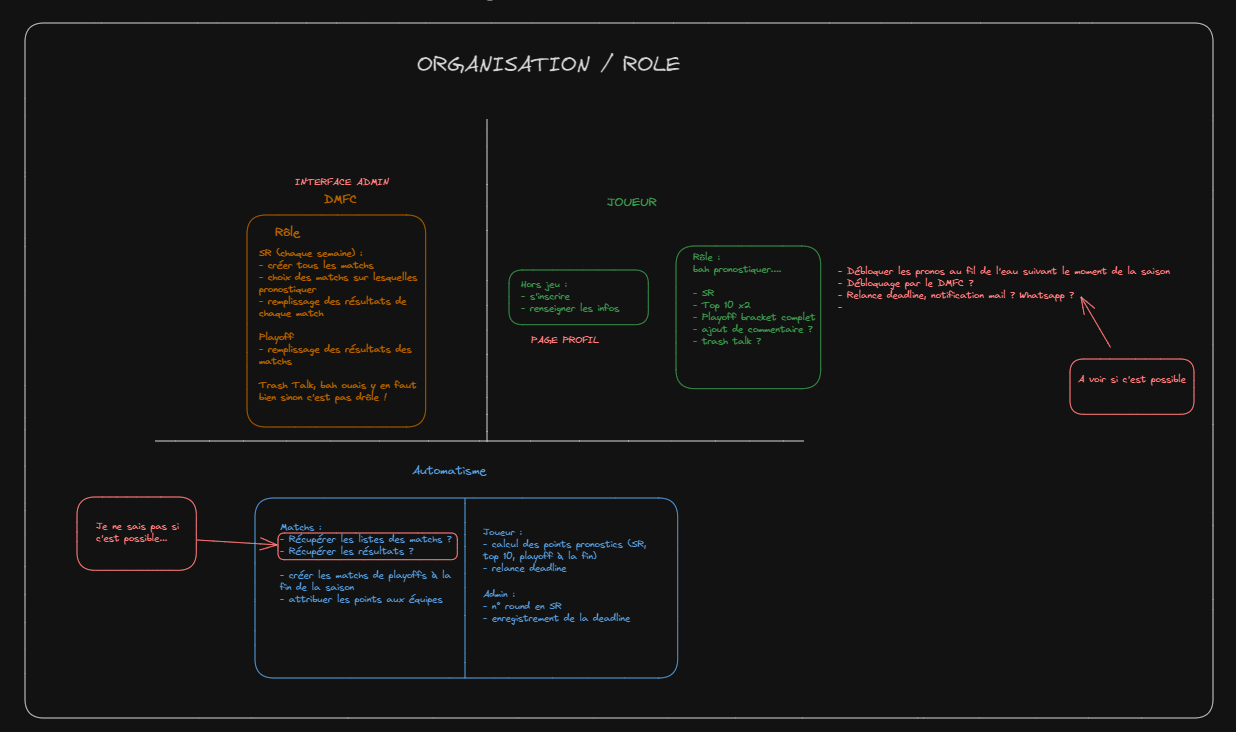 ORGANISATION / ROLE
INTERFACE ADMIN
DMFC
Rôle
SR (chaque semaine) :
- créer tous les matchs
- choix des matchs sur lesquelles
pronostiquer
- remplissage des résultats de
chaque match
Playoff
- remplissage des résultats des
matchs
Trash Talk, bah ouais y en faut
bien sinon c'est pas drôle !
JOUEUR
Hors jeu :
- s'inscrire
- renseigner les infos
PAGE PROFIL
Rôle :
bah pronostiquer....
- SR
- Top 10 x2
- Playoff bracket complet
- ajout de commentaire ?
- trash talk ?
- Débloquer les pronos au fil de l'eau suivant le moment de la saison
- Débloquage par le DMFC ?
- Relance deadline, notification mail ? Whatsapp ?
-
A voir si c'est possible
Automatisme
Je ne sais pas si
c'est possible...
Matchs :
- Récupérer les listes des matchs ?
- Récupérer les résultats ?
- créer les matchs de playoffs à la
fin de la saison
- attribuer les points aux équipes
Joueur :
- calcul des points pronostics (SR,
top 10, playoff à la fin)
- relance deadline
Admin :
- n° round en SR
- enregistrement de la deadline